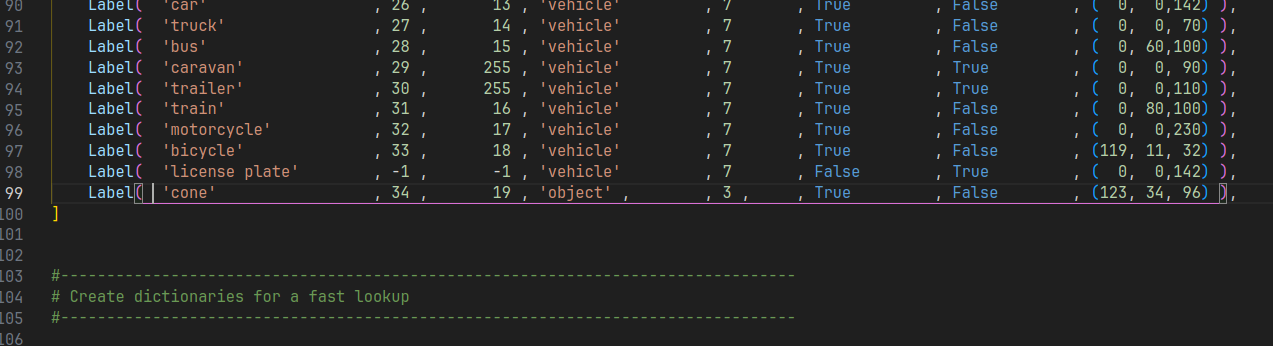 90 Label(  'car'                  , 26 ,       13 , 'vehicle'         , 7       , True         , False        , (  0,  0,142) ),
91 Label(  'truck'                , 27 ,       14 , 'vehicle'         , 7       , True         , False        , (  0,  0, 70) ),
92 Label(  'bus'                  , 28 ,       15 , 'vehicle'         , 7       , True         , False        , (  0, 60,100) ),
93 Label(  'caravan'              , 29 ,      255 , 'vehicle'         , 7       , True         , True         , (  0,  0, 90) ),
94 Label(  'trailer'              , 30 ,      255 , 'vehicle'         , 7       , True         , True         , (  0,  0,110) ),
95 Label(  'train'                , 31 ,       16 , 'vehicle'         , 7       , True         , False        , (  0, 80,100) ),
96 Label(  'motorcycle'           , 32 ,       17 , 'vehicle'         , 7       , True         , False        , (  0,  0,230) ),
97 Label(  'bicycle'              , 33 ,       18 , 'vehicle'         , 7       , True         , False        , (119, 11, 32) ),
98 Label(  'license plate'        , -1 ,       -1 , 'vehicle'         , 7       , False        , True         , (  0,  0,142) ),
99 Label(  'cone'                 , 34 ,       19 , 'object' ,      , 3 ,     , True         , False        , (123, 34, 96) ),
100 ]
101
102
103 #--------------------------------------------------------------------------------
104 # Create dictionaries for a fast lookup
105 #--------------------------------------------------------------------------------
106